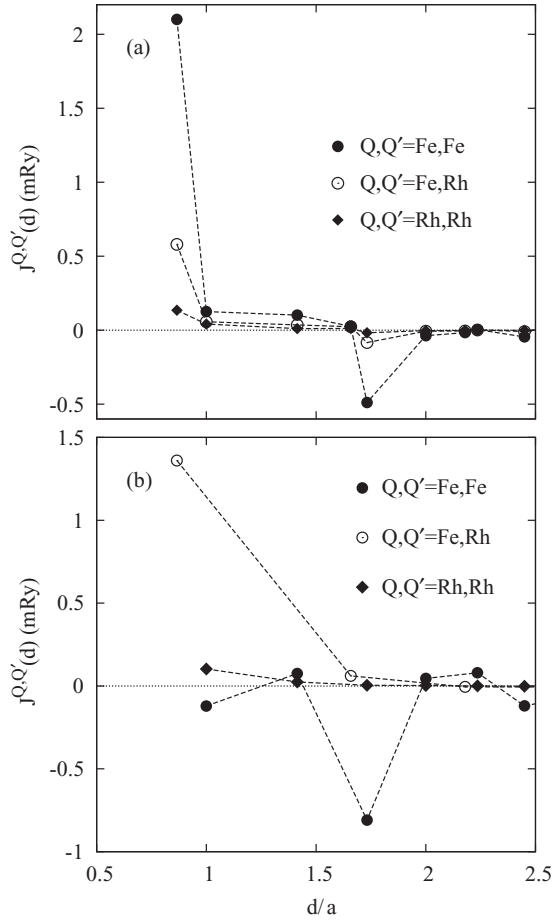 2
(a)
1.5
Q,Q′=Fe,Fe
1
Q,Q′=Fe,Rh
Q,Q′=Rh,Rh
0.5
0
-0.5
J^{Q,Q′}(d) (mRy)
1.5
(b)
Q,Q′=Fe,Fe
1
Q,Q′=Fe,Rh
0.5
Q,Q′=Rh,Rh
0
-0.5
-1
J^{Q,Q′}(d) (mRy)
0.5 1 1.5 2 2.5
d/a